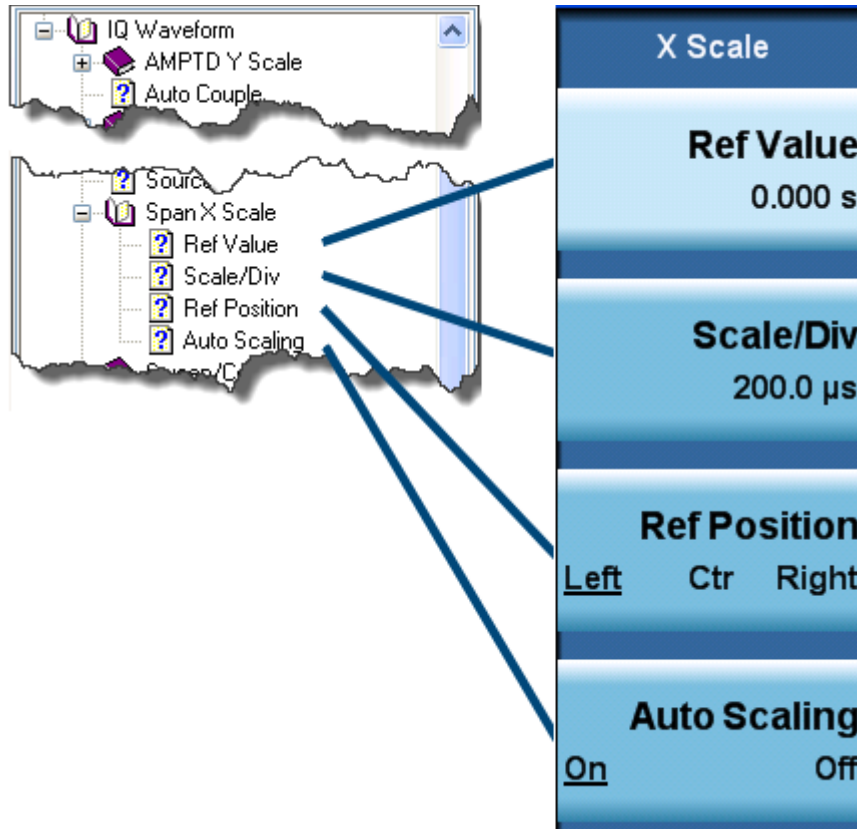 IQ Waveform
AMPTD Y Scale
Auto Couple
Source
Span X Scale
Ref Value
Scale/Div
Ref Position
Auto Scaling
X Scale
Ref Value
0.000 s
Scale/Div
200.0 µs
Ref Position
Left Ctr Right
Auto Scaling
On Off